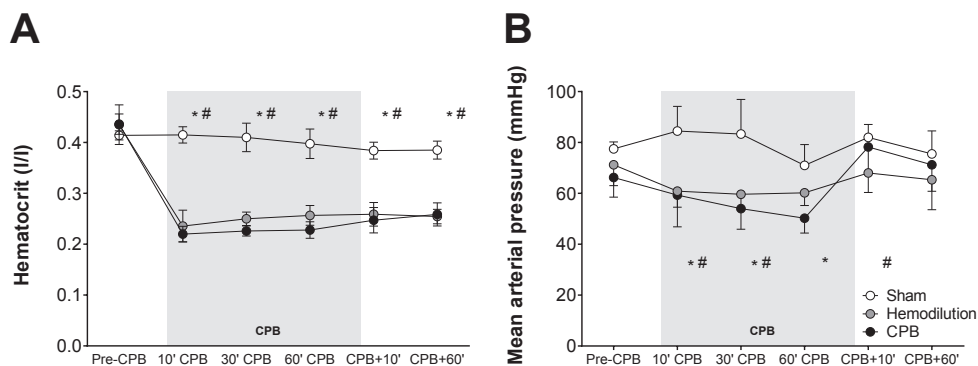 A
B
Hematocrit (l/l)
0.5
0.4
0.3
0.2
0.1
0.0
* #
* #
* #
* #
* #
CPB
Pre-CPB
10' CPB
30' CPB
60' CPB
CPB+10'
CPB+60'
Mean arterial pressure (mmHg)
100
80
60
40
20
0
* #
* #
*
#
Sham
Hemodilution
CPB
CPB
Pre-CPB
10' CPB
30' CPB
60' CPB
CPB+10'
CPB+60'